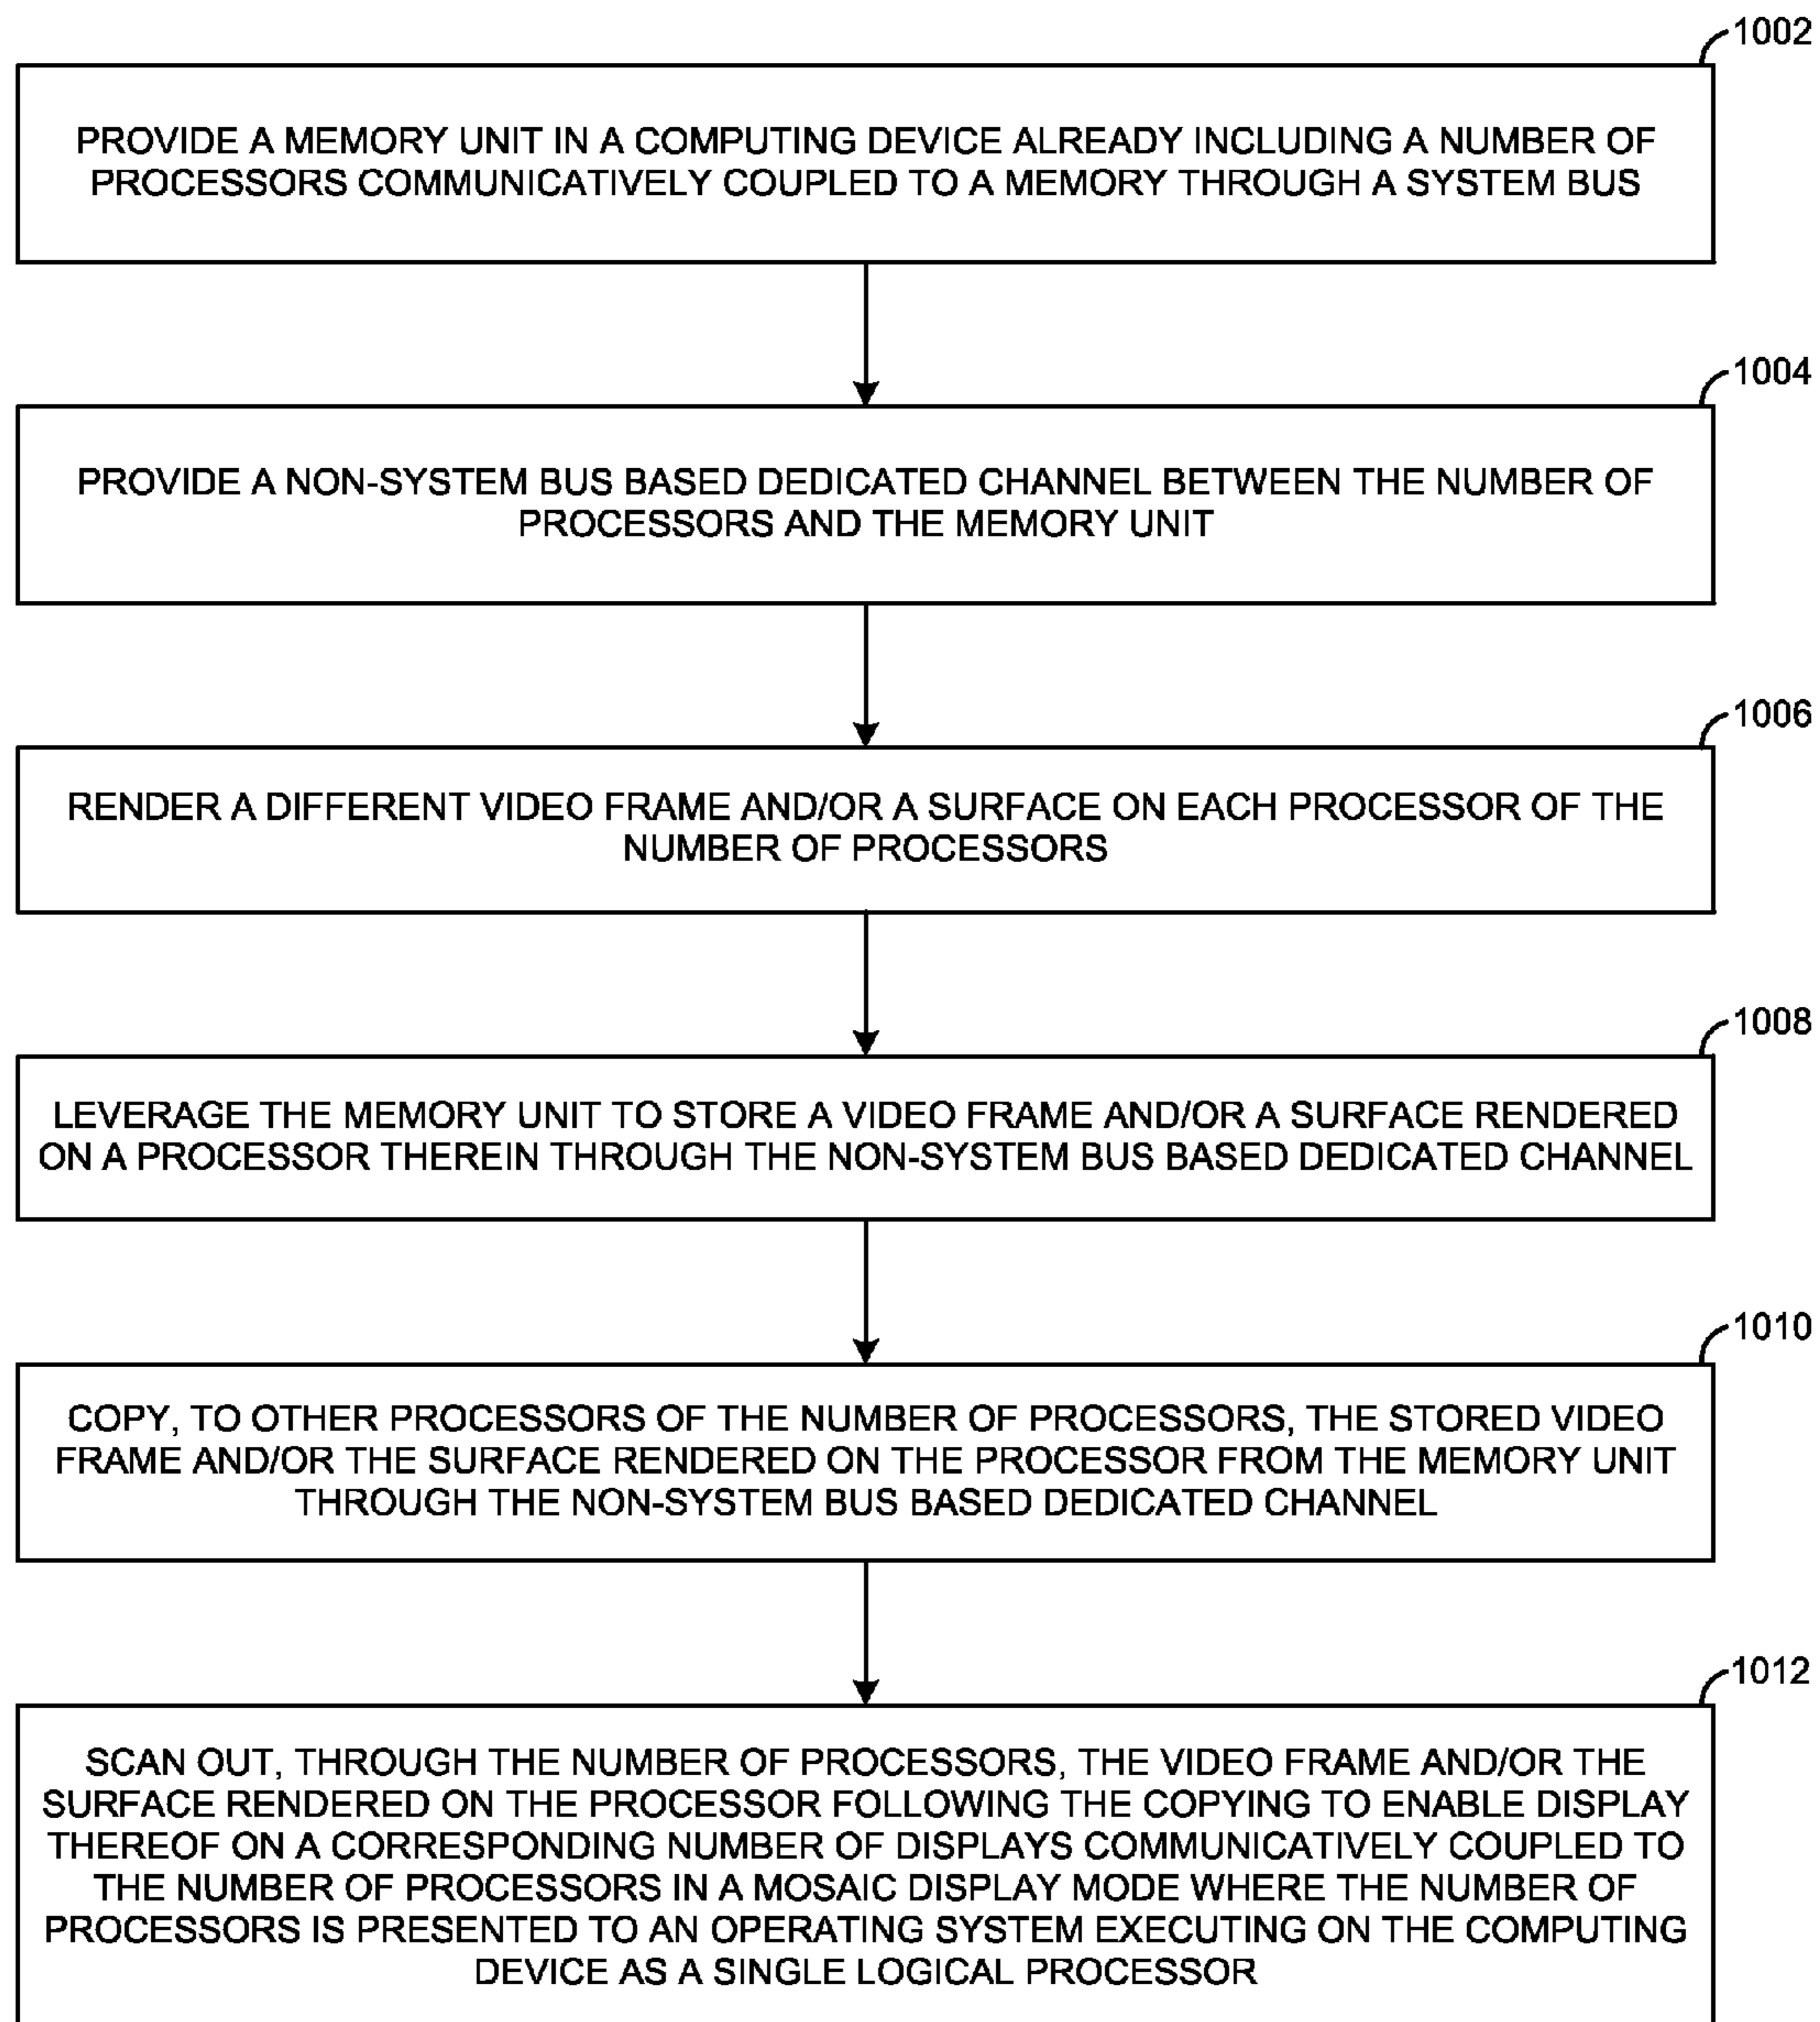 1002
PROVIDE A MEMORY UNIT IN A COMPUTING DEVICE ALREADY INCLUDING A NUMBER OF
PROCESSORS COMMUNICATIVELY COUPLED TO A MEMORY THROUGH A SYSTEM BUS
1004
PROVIDE A NON-SYSTEM BUS BASED DEDICATED CHANNEL BETWEEN THE NUMBER OF
PROCESSORS AND THE MEMORY UNIT
1006
RENDER A DIFFERENT VIDEO FRAME AND/OR A SURFACE ON EACH PROCESSOR OF THE
NUMBER OF PROCESSORS
1008
LEVERAGE THE MEMORY UNIT TO STORE A VIDEO FRAME AND/OR A SURFACE RENDERED
ON A PROCESSOR THEREIN THROUGH THE NON-SYSTEM BUS BASED DEDICATED CHANNEL
1010
COPY, TO OTHER PROCESSORS OF THE NUMBER OF PROCESSORS, THE STORED VIDEO
FRAME AND/OR THE SURFACE RENDERED ON THE PROCESSOR FROM THE MEMORY UNIT
THROUGH THE NON-SYSTEM BUS BASED DEDICATED CHANNEL
1012
SCAN OUT, THROUGH THE NUMBER OF PROCESSORS, THE VIDEO FRAME AND/OR THE
SURFACE RENDERED ON THE PROCESSOR FOLLOWING THE COPYING TO ENABLE DISPLAY
THEREOF ON A CORRESPONDING NUMBER OF DISPLAYS COMMUNICATIVELY COUPLED TO
THE NUMBER OF PROCESSORS IN A MOSAIC DISPLAY MODE WHERE THE NUMBER OF
PROCESSORS IS PRESENTED TO AN OPERATING SYSTEM EXECUTING ON THE COMPUTING
DEVICE AS A SINGLE LOGICAL PROCESSOR